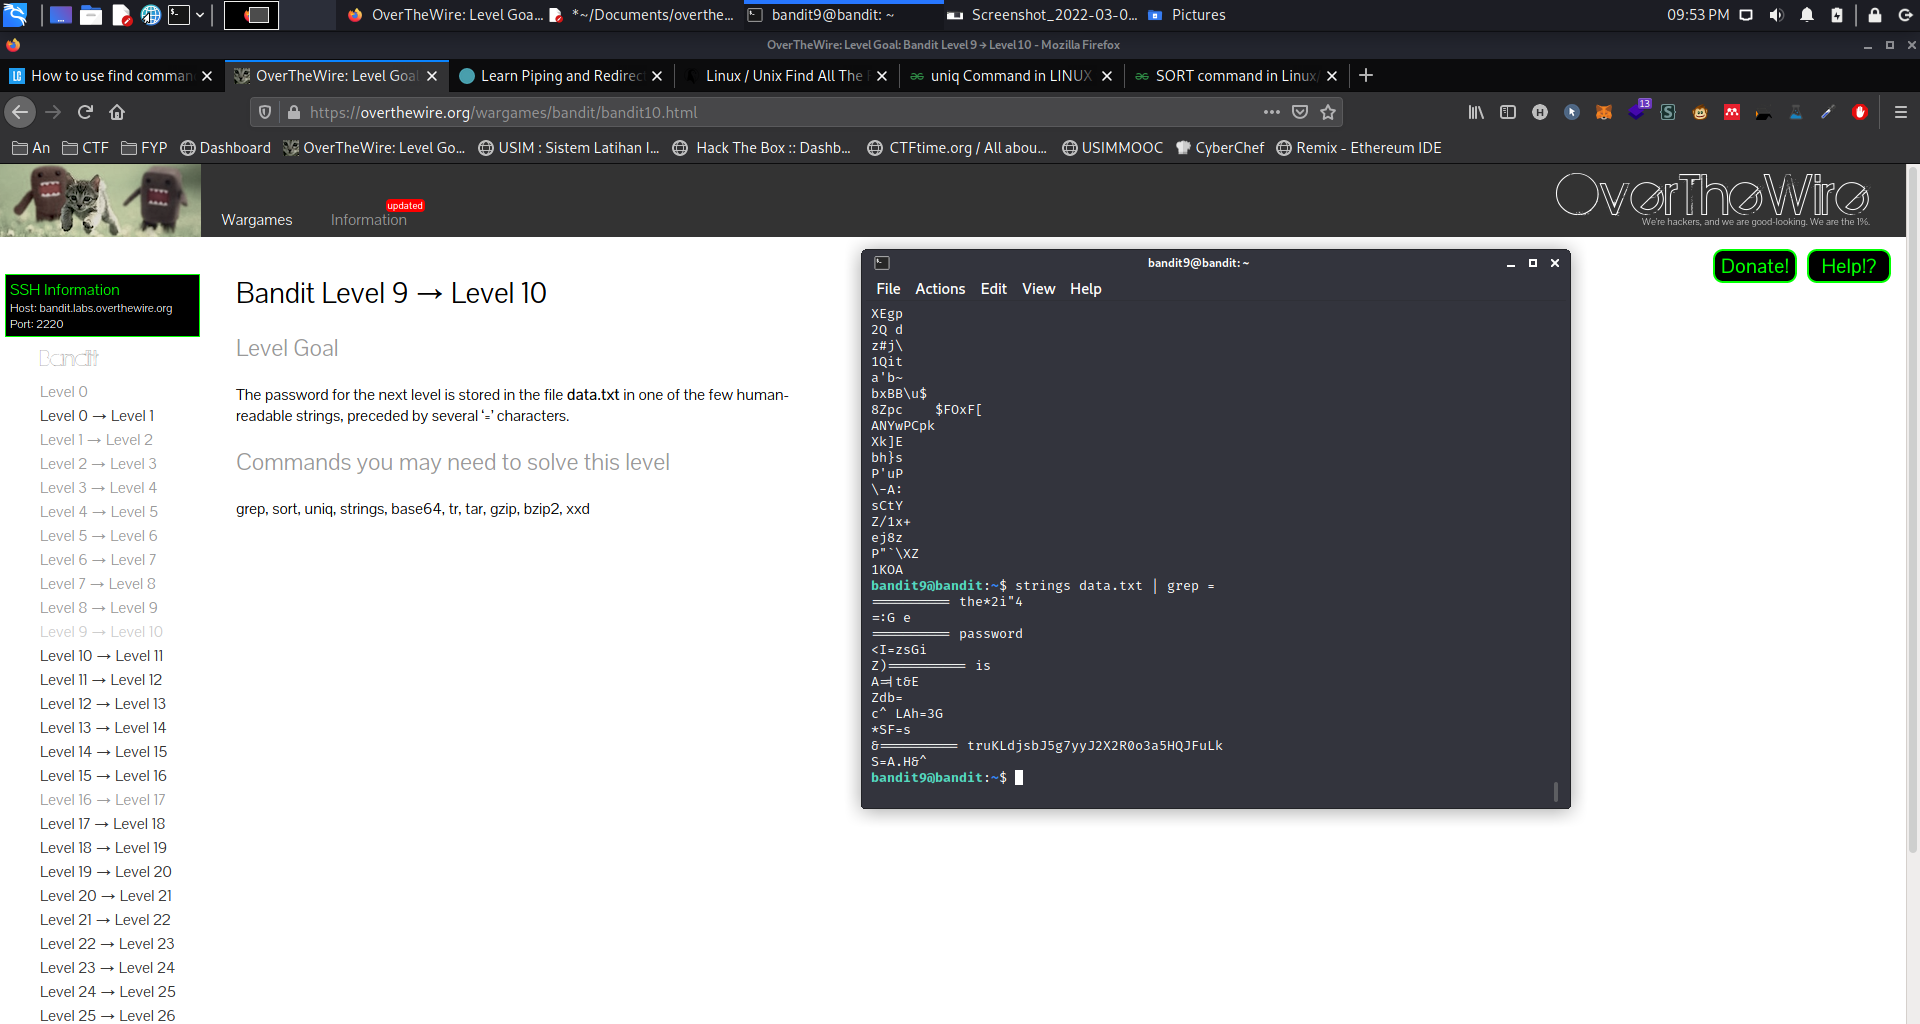 OverTheWire: Level Goa...
*~/Documents/overthe...
bandit9@bandit: ~
Screenshot_2022-03-0...
Pictures
09:53 PM
OverTheWire: Level Goal: Bandit Level 9 → Level 10 - Mozilla Firefox
How to use find comman
OverTheWire: Level Goal
Learn Piping and Redirec
Linux / Unix Find All The
uniq Command in LINUX
SORT command in Linux/
https://overthewire.org/wargames/bandit/bandit10.html
13
An
CTF
FYP
Dashboard
OverTheWire: Level Go...
USIM : Sistem Latihan I...
Hack The Box :: Dashb...
CTFtime.org / All abou...
USIMMOOC
CyberChef
Remix - Ethereum IDE
Wargames
Information
updated
OverTheWire
We're hackers, and we are good-looking. We are the 1%.
Donate!
Help!?
SSH Information
Host: bandit.labs.overthewire.org
Port: 2220
Bandit
Level 0
Level 0 → Level 1
Level 1 → Level 2
Level 2 → Level 3
Level 3 → Level 4
Level 4 → Level 5
Level 5 → Level 6
Level 6 → Level 7
Level 7 → Level 8
Level 8 → Level 9
Level 9 → Level 10
Level 10 → Level 11
Level 11 → Level 12
Level 12 → Level 13
Level 13 → Level 14
Level 14 → Level 15
Level 15 → Level 16
Level 16 → Level 17
Level 17 → Level 18
Level 18 → Level 19
Level 19 → Level 20
Level 20 → Level 21
Level 21 → Level 22
Level 22 → Level 23
Level 23 → Level 24
Level 24 → Level 25
Level 25 → Level 26
Bandit Level 9 → Level 10
Level Goal
The password for the next level is stored in the file data.txt in one of the few human-
readable strings, preceded by several ‘=’ characters.
Commands you may need to solve this level
grep, sort, uniq, strings, base64, tr, tar, gzip, bzip2, xxd
bandit9@bandit: ~
File Actions Edit View Help
XEgp
2Q d
z#j\
1Qit
a'b~
bxBB\u$
8Zpc    $FOxF[
ANYwPCpk
Xk]E
bh}s
P'uP
\-A:
sCtY
Z/1x+
ej8z
P"`\XZ
1KOA
bandit9@bandit:~$ strings data.txt | grep =
========== the*2i"4
=:G e
========== password
<I=zsGi
Z)========== is
A=|t&E
Zdb=
c^ LAh=3G
*SF=s
&========== truKLdjsbJ5g7yyJ2X2R0o3a5HQJFuLk
S=A.H&^
bandit9@bandit:~$